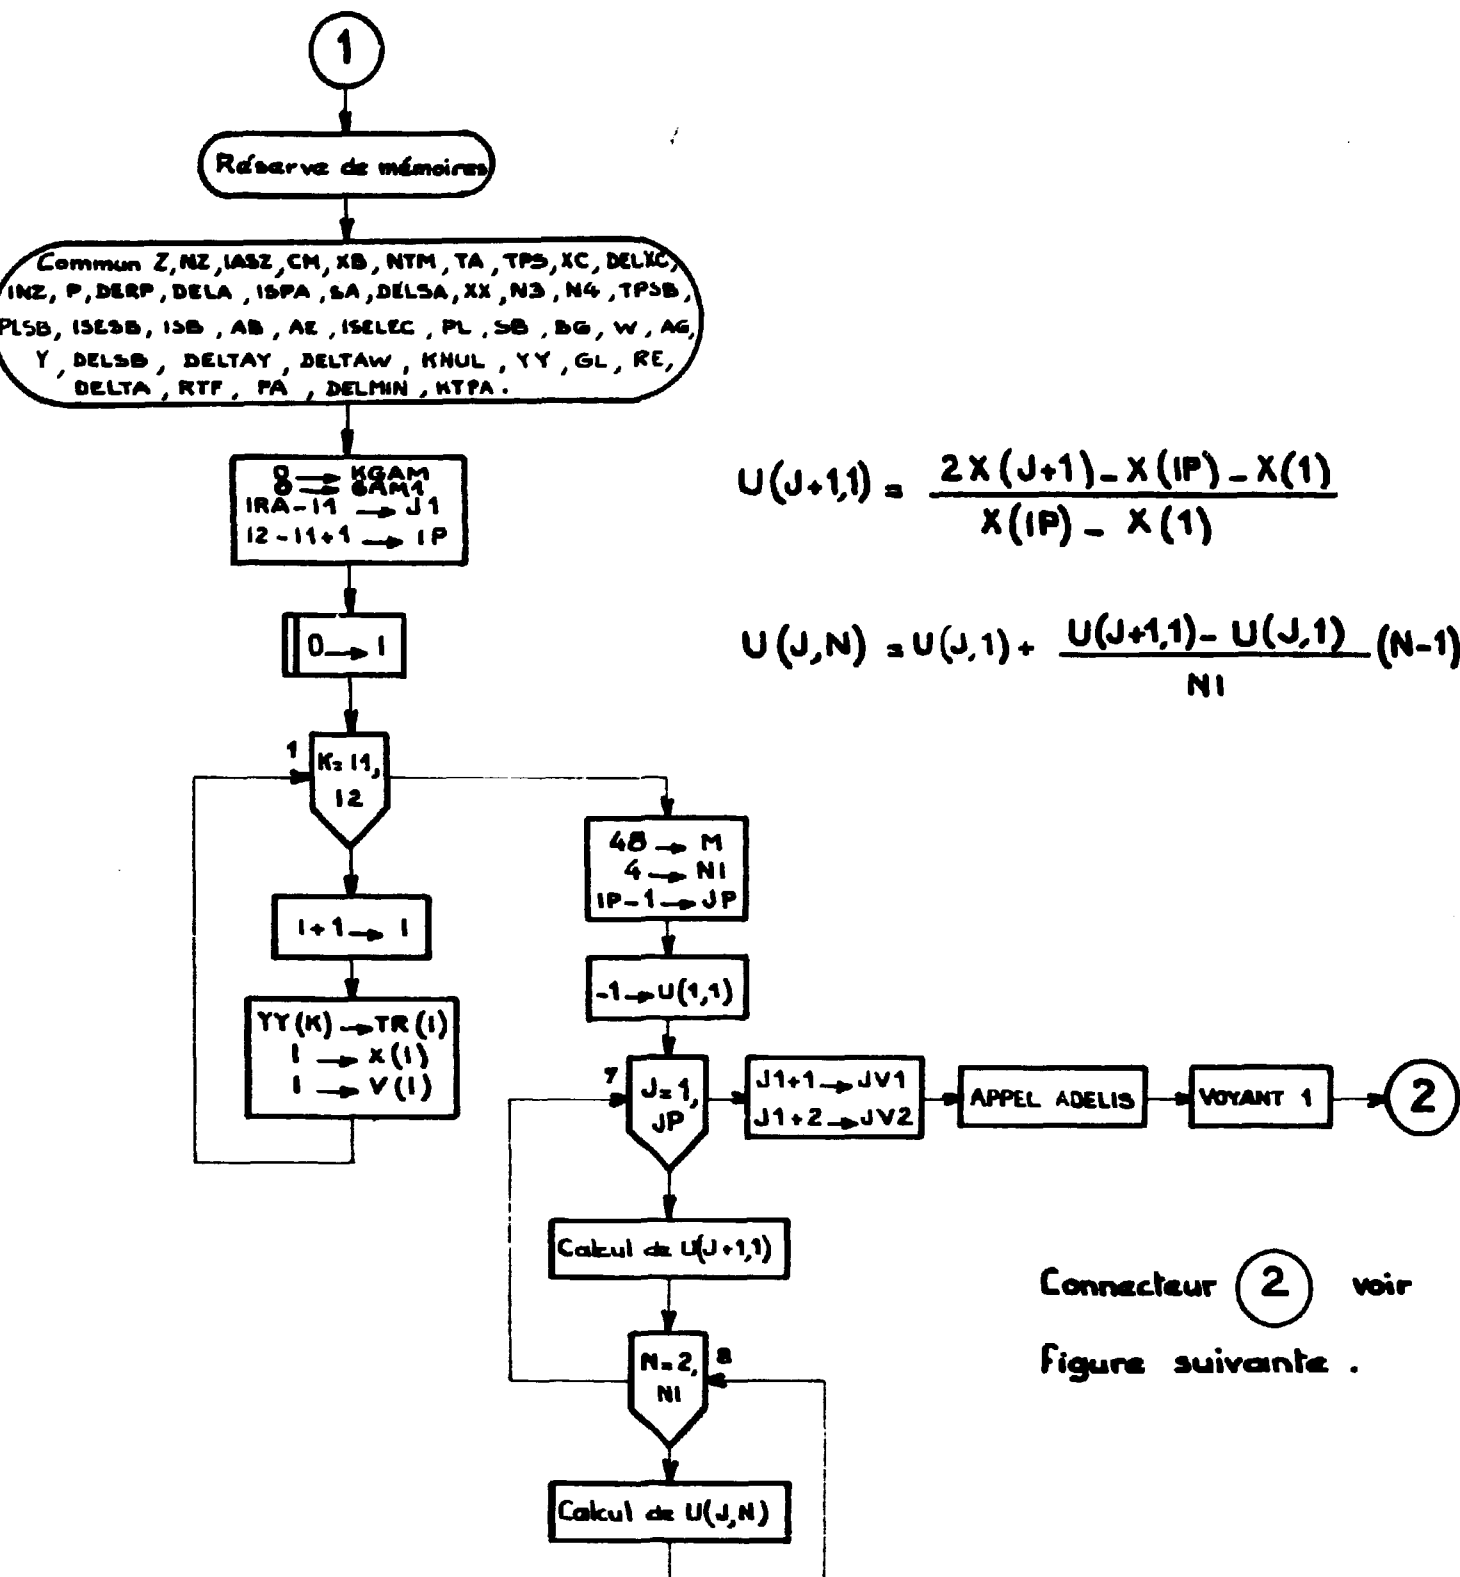 1
Réserve de mémoires
Commun Z, NZ, IASZ, CM, XB, NTM, TA, TPS, XC, DELXC,
INZ, P, DERP, DELA, ISPA, SA, DELSA, XX, N3, N4, TPSB,
PLSB, ISESB, ISB, AB, AE, ISELEC, PL, SB, BG, W, AG,
Y, DELSB, DELTAY, DELTAW, KNUL, YY, GL, RE,
DELTA, RTF, PA, DELMIN, KTPA.
0 → KGAM
0 → GAM1
IRA-I1 → J1
I2-I1+1 → IP
U(J+1,1) = 2X(J+1) - X(IP) - X(1)
X(IP) - X(1)
0 → I
U(J,N) = U(J,1) + U(J+1,1) - U(J,1) (N-1)
NI
1
K=I1,
I2
48 → M
4 → NI
IP-1 → JP
I+1 → I
-1 → U(1,1)
YY(K) → TR(I)
I → X(I)
I → V(I)
7
J=1,
JP
J1+1 → JV1
J1+2 → JV2
APPEL ADELIS
VOYANT 1
2
Calcul de U(J+1,1)
Connecteur 2 voir
figure suivante.
N=2,
NI
8
Calcul de U(J,N)